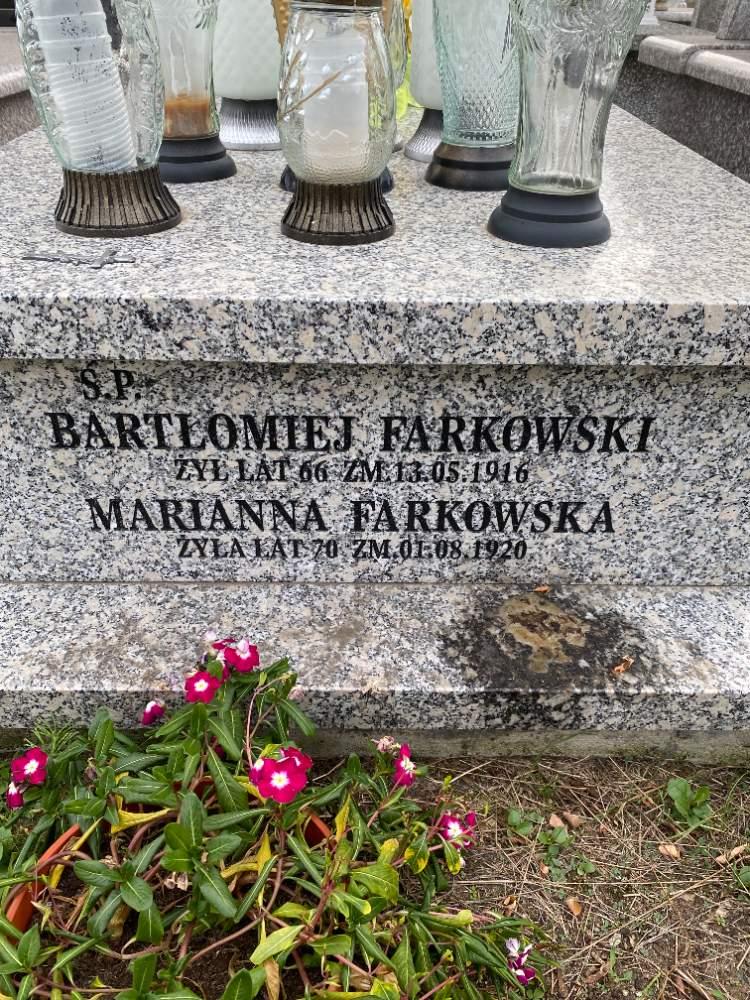 Ś.P.
BARTŁOMIEJ FARKOWSKI
ŻYŁ LAT 66 ZM.13.05.1916
MARIANNA FARKOWSKA
ŻYŁA LAT 70 ZM.01.08.1920